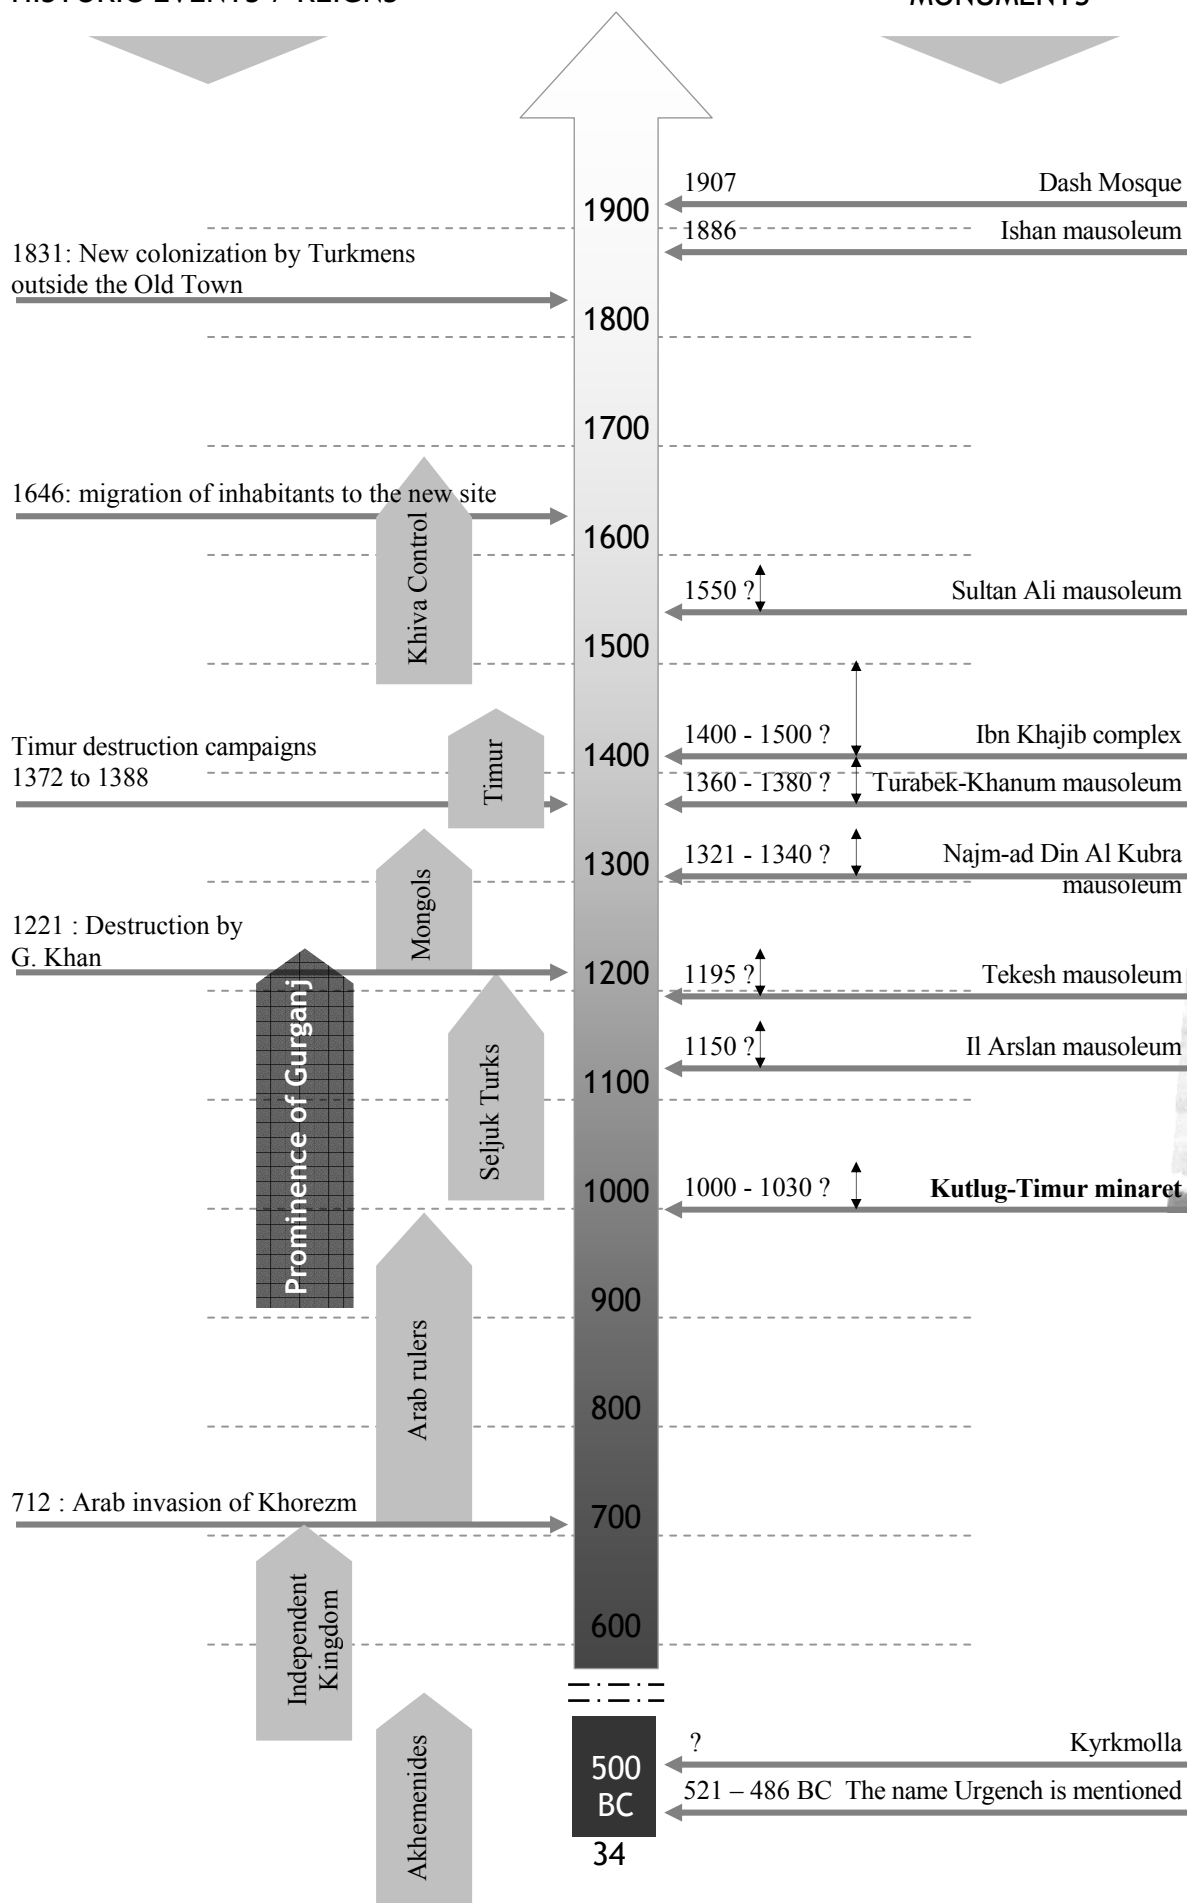 HISTORIC EVENTS / REIGNS
MONUMENTS
1907
Dash Mosque
1900
1886
Ishan mausoleum
1831: New colonization by Turkmens
outside the Old Town
1800
1700
1646: migration of inhabitants to the new site
1600
Khiva Control
1550 ?
Sultan Ali mausoleum
1500
1400 - 1500 ?
Ibn Khajib complex
Timur destruction campaigns
1372 to 1388
1400
Timur
1360 - 1380 ?
Turabek-Khanum mausoleum
1321 - 1340 ?
Najm-ad Din Al Kubra
mausoleum
1300
Mongols
1221 : Destruction by
G. Khan
1200
1195 ?
Tekesh mausoleum
Prominence of Gurganj
Seljuk Turks
1150 ?
Il Arslan mausoleum
1100
1000
1000 - 1030 ?
Kutlug-Timur minaret
900
Arab rulers
800
712 : Arab invasion of Khorezm
700
Independent
Kingdom
600
?
Kyrkmolla
500
BC
521 – 486 BC The name Urgench is mentioned
Akhemenides
34